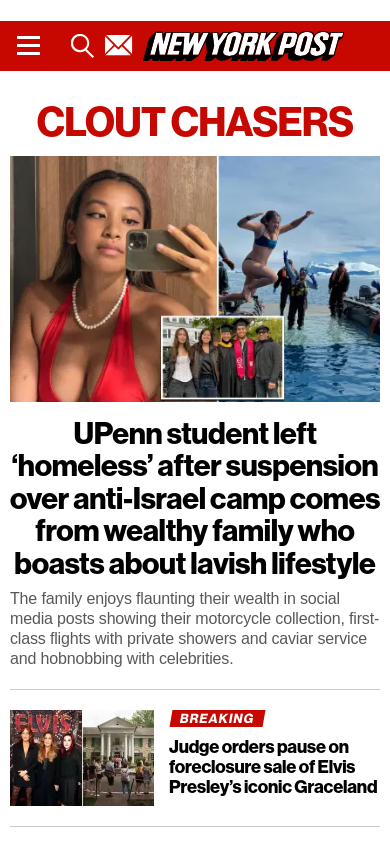 NEW YORK POST
CLOUT CHASERS
UPenn student left
‘homeless’ after suspension
over anti-Israel camp comes
from wealthy family who
boasts about lavish lifestyle
The family enjoys flaunting their wealth in social
media posts showing their motorcycle collection, first-
class flights with private showers and caviar service
and hobnobbing with celebrities.
ELVIS
BREAKING
Judge orders pause on
foreclosure sale of Elvis
Presley’s iconic Graceland